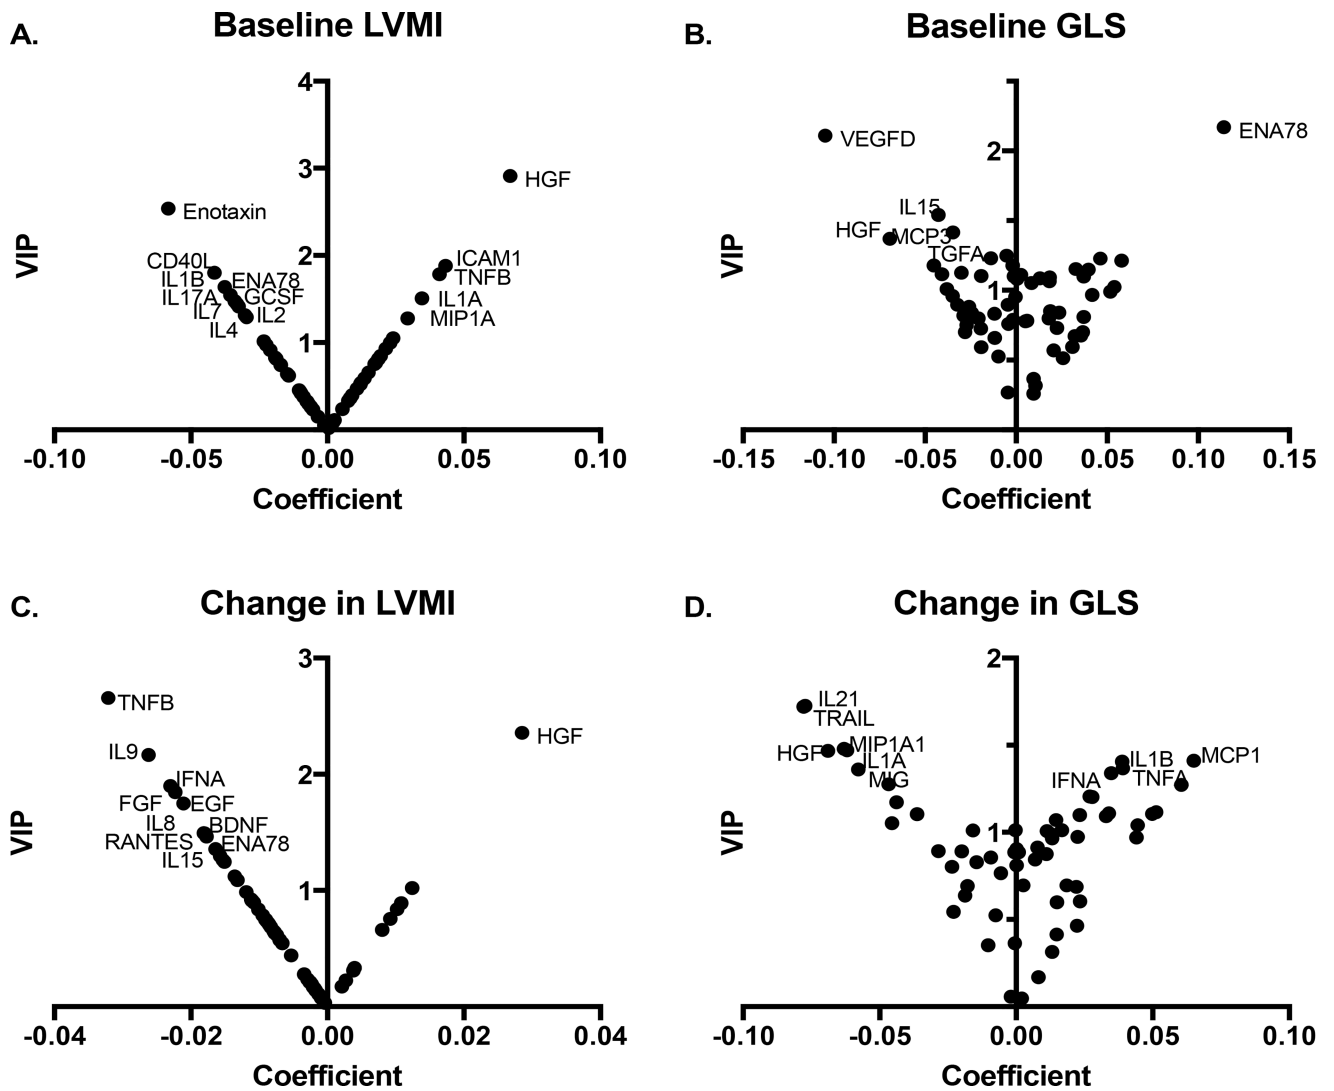 A.
Baseline LVMI
4
3
2
1
VIP
HGF
Enotaxin
ICAM1
TNFB
CD40L
IL1B
ENA78
IL17A
GCSF
IL1A
IL7
IL2
MIP1A
IL4
-0.10
-0.05
0.00
0.05
0.10
Coefficient
B.
Baseline GLS
2
1
VIP
VEGFD
ENA78
IL15
HGF
MCP3
TGFA
-0.15
-0.10
-0.05
0.00
0.05
0.10
0.15
Coefficient
C.
Change in LVMI
3
2
1
VIP
TNFB
HGF
IL9
IFNA
FGF
EGF
IL8
BDNF
RANTES
ENA78
IL15
-0.04
-0.02
0.00
0.02
0.04
Coefficient
D.
Change in GLS
2
1
VIP
IL21
TRAIL
HGF
MIP1A1
IL1A
MIG
IL1B
MCP1
IFNA
TNFA
-0.10
-0.05
0.00
0.05
0.10
Coefficient